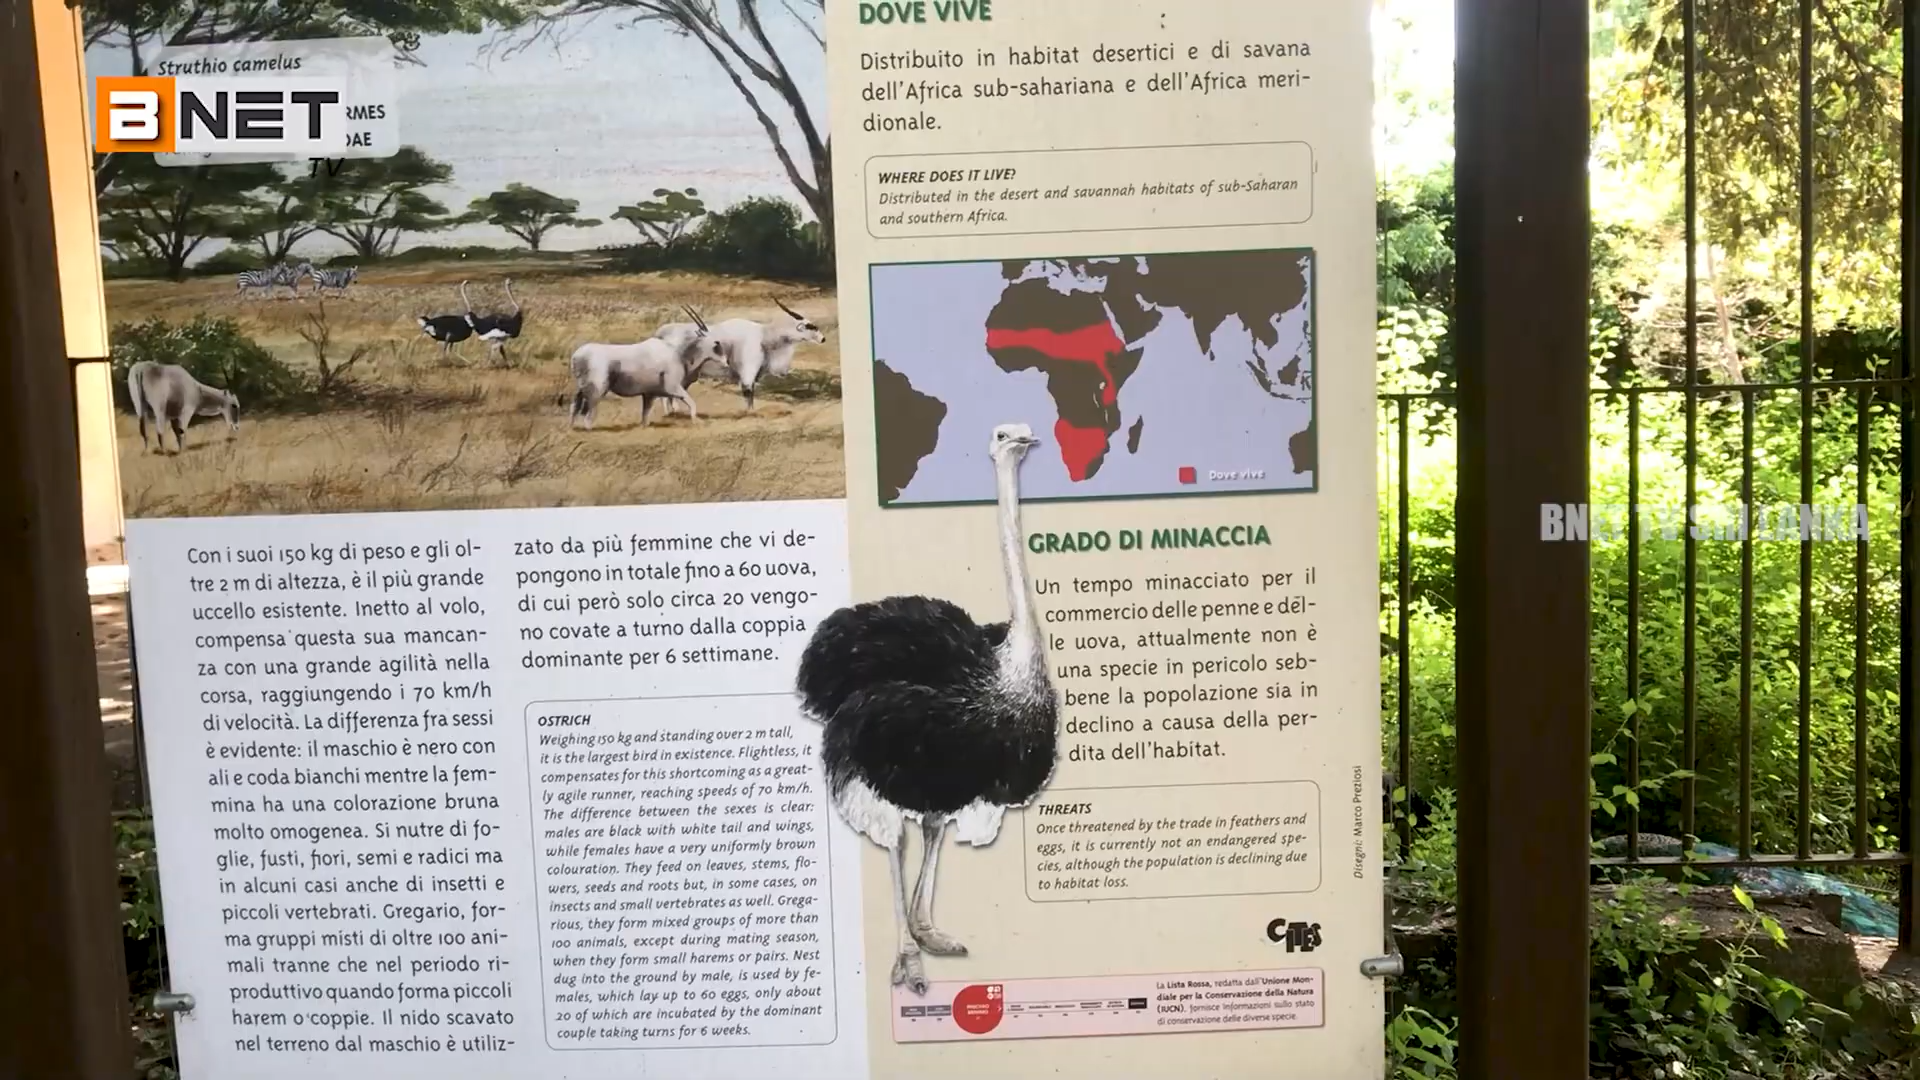 Struthio camelus
B NET
TV
RMES
DAE
DOVE VIVE
Distribuito in habitat desertici e di savana
dell'Africa sub-sahariana e dell'Africa meri-
dionale.
WHERE DOES IT LIVE?
Distributed in the desert and savannah habitats of sub-Saharan
and southern Africa.
Dove vive
BNET TV SRI LANKA
Con i suoi 150 kg di peso e gli ol-
tre 2 m di altezza, è il più grande
uccello esistente. Inetto al volo,
compensa questa sua mancan-
za con una grande agilità nella
corsa, raggiungendo i 70 km/h
di velocità. La differenza fra sessi
è evidente: il maschio è nero con
ali e coda bianchi mentre la fem-
mina ha una colorazione bruna
molto omogenea. Si nutre di fo-
glie, fusti, fiori, semi e radici ma
in alcuni casi anche di insetti e
piccoli vertebrati. Gregario, for-
ma gruppi misti di oltre 100 ani-
mali tranne che nel periodo ri-
produttivo quando forma piccoli
harem o coppie. Il nido scavato
nel terreno dal maschio è utiliz-
zato da più femmine che vi de-
pongono in totale fino a 60 uova,
di cui però solo circa 20 vengo-
no covate a turno dalla coppia
dominante per 6 settimane.
OSTRICH
Weighing 150 kg and standing over 2 m tall,
it is the largest bird in existence. Flightless, it
compensates for this shortcoming as a great-
ly agile runner, reaching speeds of 70 km/h.
The difference between the sexes is clear:
males are black with white tail and wings,
while females have a very uniformly brown
colouration. They feed on leaves, stems, flo-
wers, seeds and roots but, in some cases, on
insects and small vertebrates as well. Grega-
rious, they form mixed groups of more than
100 animals, except during mating season,
when they form small harems or pairs. Nest
dug into the ground by male, is used by fe-
males, which lay up to 60 eggs, only about
20 of which are incubated by the dominant
couple taking turns for 6 weeks.
GRADO DI MINACCIA
Un tempo minacciato per il
commercio delle penne e del-
le uova, attualmente non è
una specie in pericolo seb-
bene la popolazione sia in
declino a causa della per-
dita dell'habitat.
THREATS
Once threatened by the trade in feathers and
eggs, it is currently not an endangered spe-
cies, although the population is declining due
to habitat loss.
Disegni: Marco Preziosi
CITES
La Lista Rossa, redatta dall'Unione Mon-
diale per la Conservazione della Natura
(IUCN), fornisce informazioni sullo stato
di conservazione delle diverse specie.